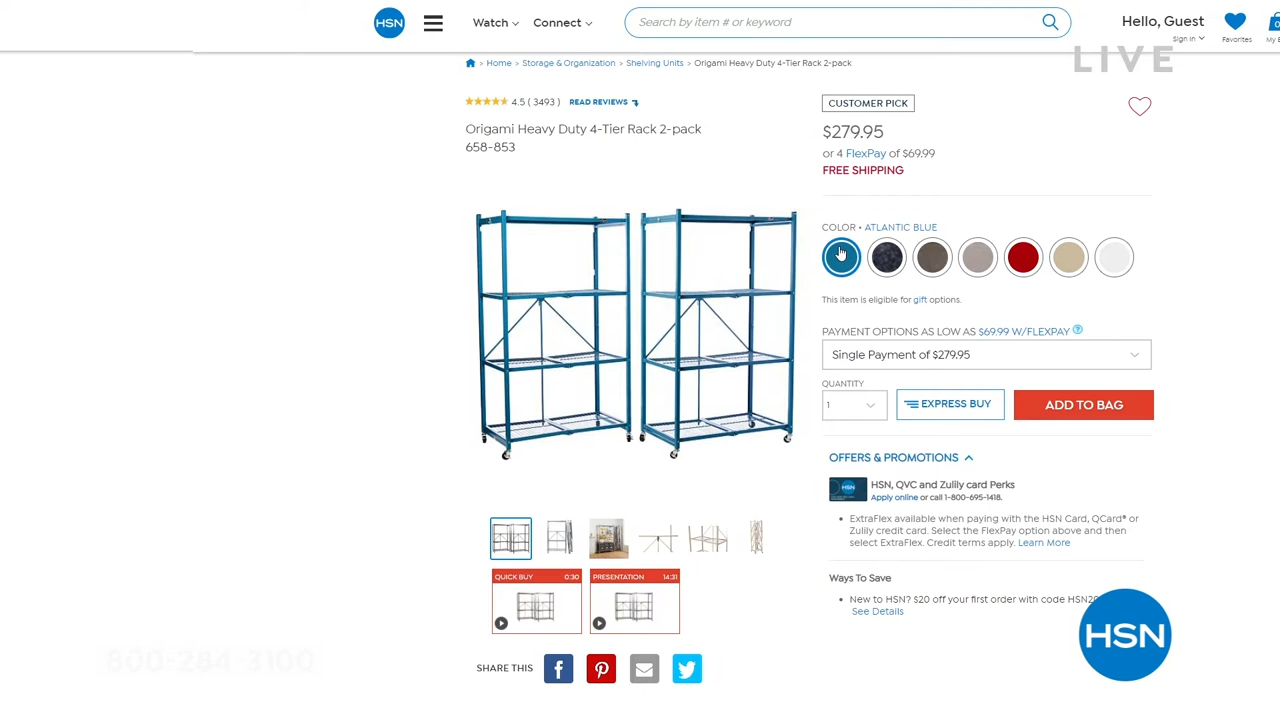 HSN
Watch
Connect
Search by item # or keyword
Hello, Guest
Sign In
Favorites
0
My
LIVE
> Home > Storage & Organization > Shelving Units > Origami Heavy Duty 4-Tier Rack 2-pack
4.5 ( 3493 ) READ REVIEWS
Origami Heavy Duty 4-Tier Rack 2-pack
658-853
CUSTOMER PICK
$279.95
or 4 FlexPay of $69.99
FREE SHIPPING
COLOR • ATLANTIC BLUE
This item is eligible for gift options.
PAYMENT OPTIONS AS LOW AS $69.99 W/FLEXPAY ?
Single Payment of $279.95
QUANTITY
1
EXPRESS BUY
ADD TO BAG
OFFERS & PROMOTIONS
HSN
HSN, QVC and Zulily card Perks
Apply online or call 1-800-695-1418.
• ExtraFlex available when paying with the HSN Card, QCard® or
Zulily credit card. Select the FlexPay option above and then
select ExtraFlex. Credit terms apply. Learn More
Ways To Save
• New to HSN? $20 off your first order with code HSN20
See Details
QUICK BUY 0:30
PRESENTATION 14:31
SHARE THIS
HSN
800-284-3100